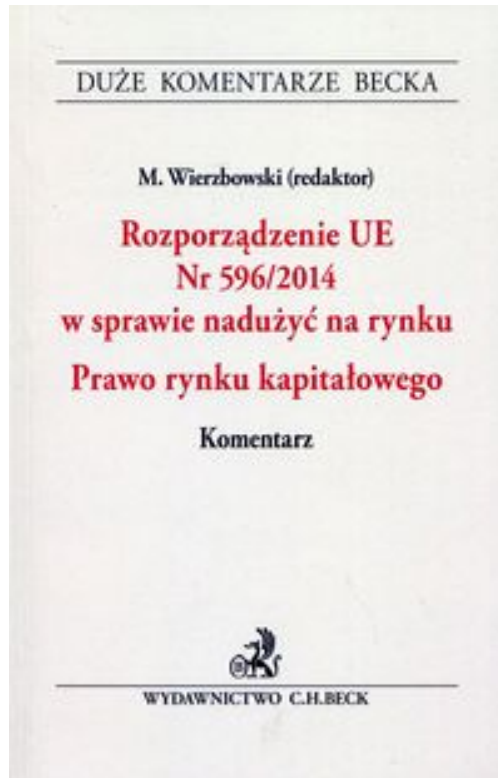 DUŻE KOMENTARZE BECKA
M. Wierzbowski (redaktor)
Rozporządzenie UE
Nr 596/2014
w sprawie nadużyć na rynku
Prawo rynku kapitałowego
Komentarz
WYDAWNICTWO C.H.BECK